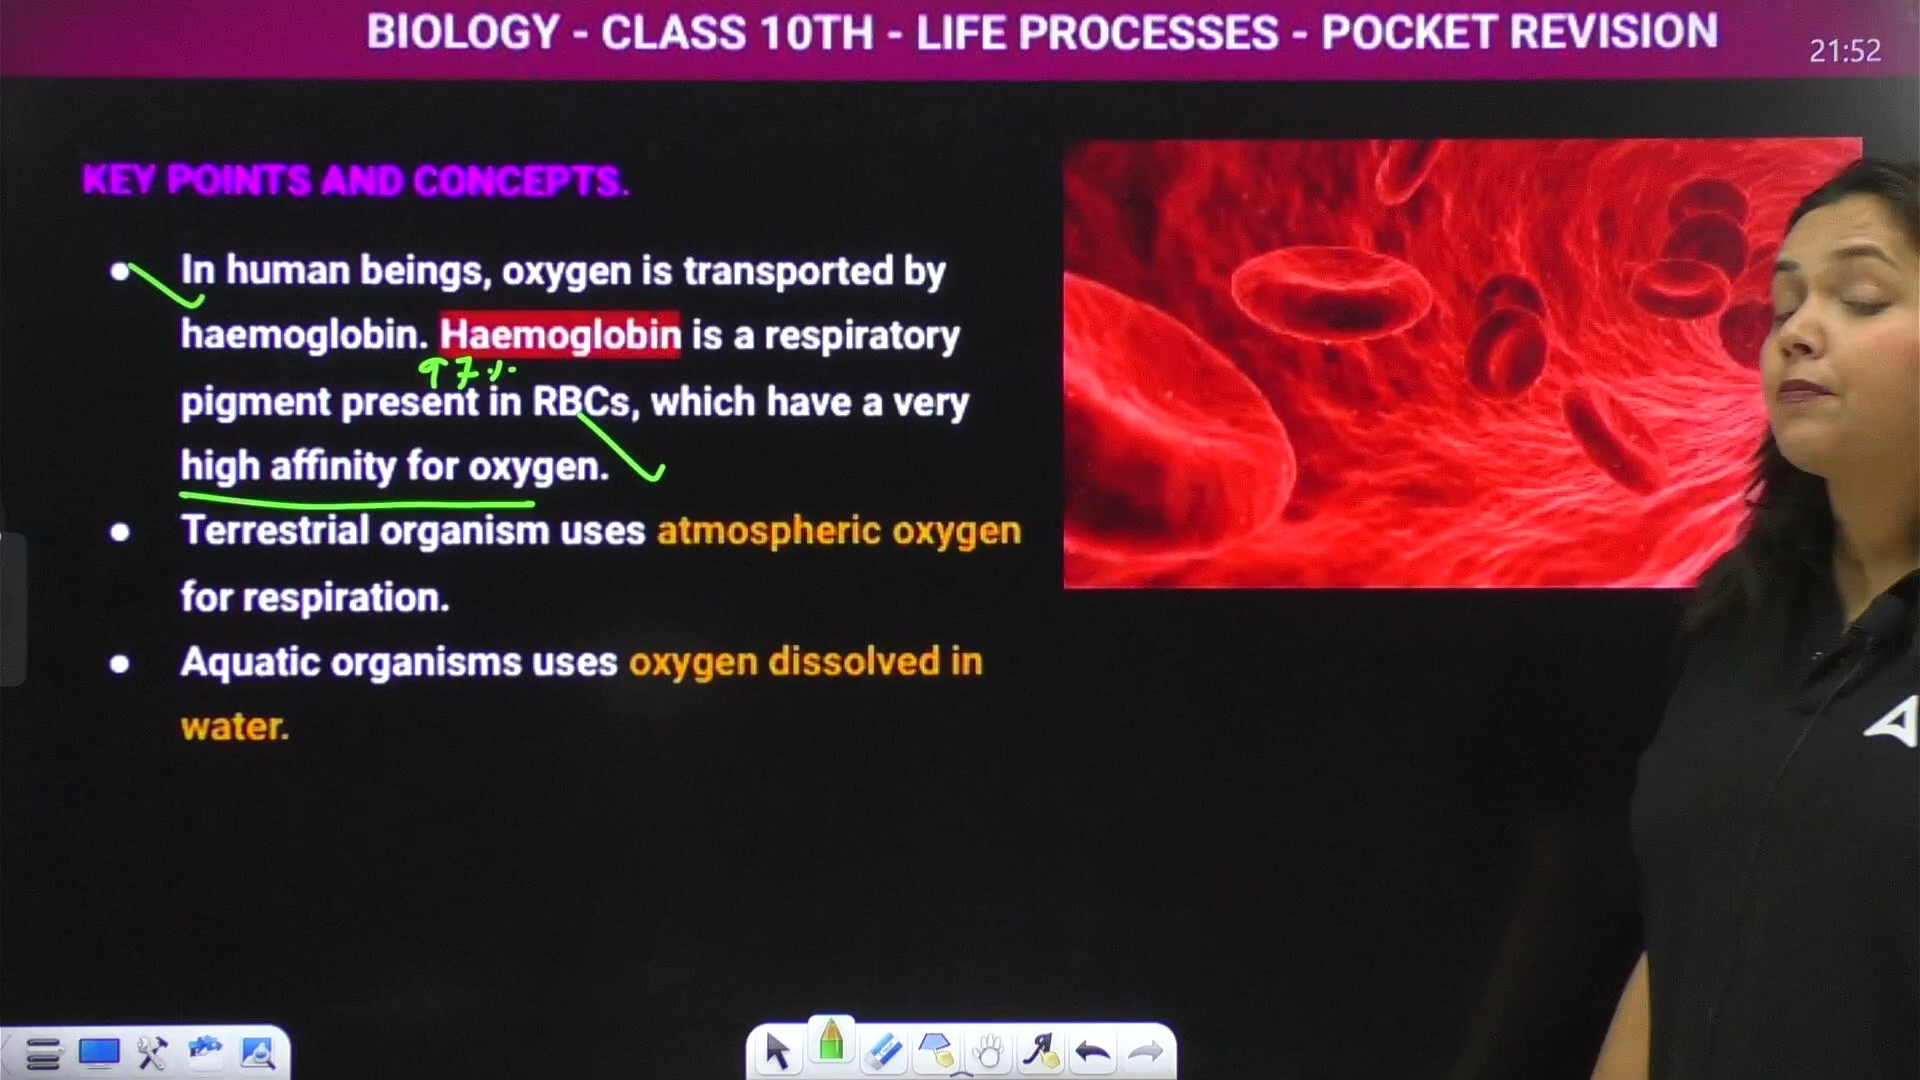 BIOLOGY - CLASS 10TH - LIFE PROCESSES - POCKET REVISION
21:52
KEY POINTS AND CONCEPTS.
● In human beings, oxygen is transported by
haemoglobin. Haemoglobin is a respiratory
97%
pigment present in RBCs, which have a very
high affinity for oxygen.
● Terrestrial organism uses atmospheric oxygen
for respiration.
● Aquatic organisms uses oxygen dissolved in
water.